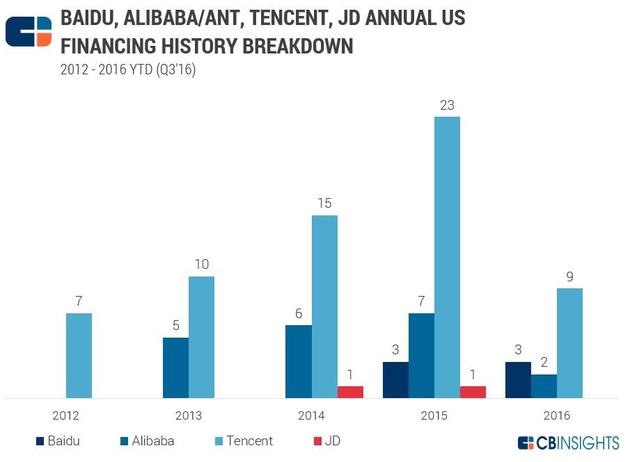 BAIDU, ALIBABA/ANT, TENCENT, JD ANNUAL US
FINANCING HISTORY BREAKDOWN
2012 - 2016 YTD (Q3'16)
7
5
10
6
15
1
3
7
23
1
3
2
9
2012 2013 2014 2015 2016
Baidu Alibaba Tencent JD
CBINSIGHTS